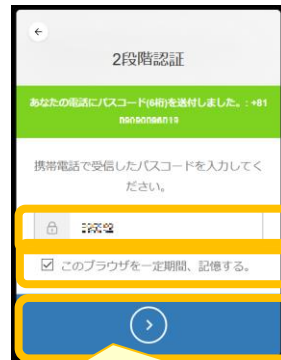 2段階認証
あなたの電話にパスコード(6桁)を送付しました。: +81
携帯電話で受信したパスコードを入力してく
ださい。
このブラウザを一定期間、記憶する。